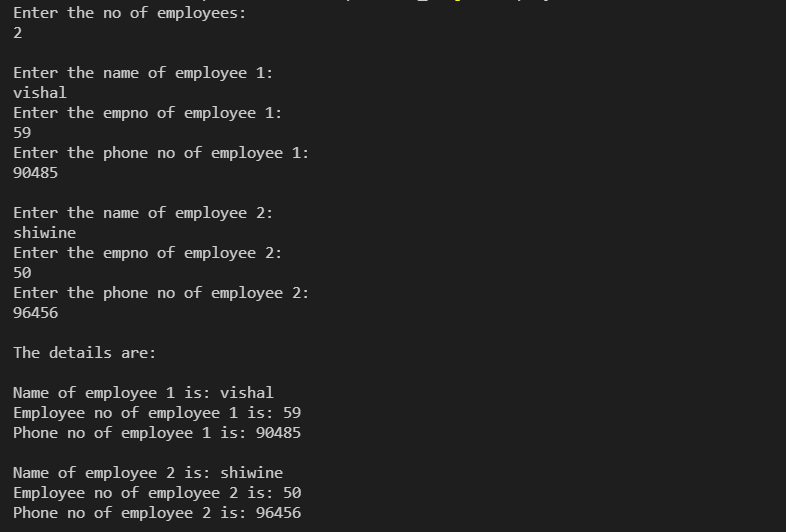 Enter the no of employees:
2
Enter the name of employee 1:
vishal
Enter the empno of employee 1:
59
Enter the phone no of employee 1:
90485
Enter the name of employee 2:
shiwine
Enter the empno of employee 2:
50
Enter the phone no of employee 2:
96456
The details are:
Name of employee 1 is: vishal
Employee no of employee 1 is: 59
Phone no of employee 1 is: 90485
Name of employee 2 is: shiwine
Employee no of employee 2 is: 50
Phone no of employee 2 is: 96456